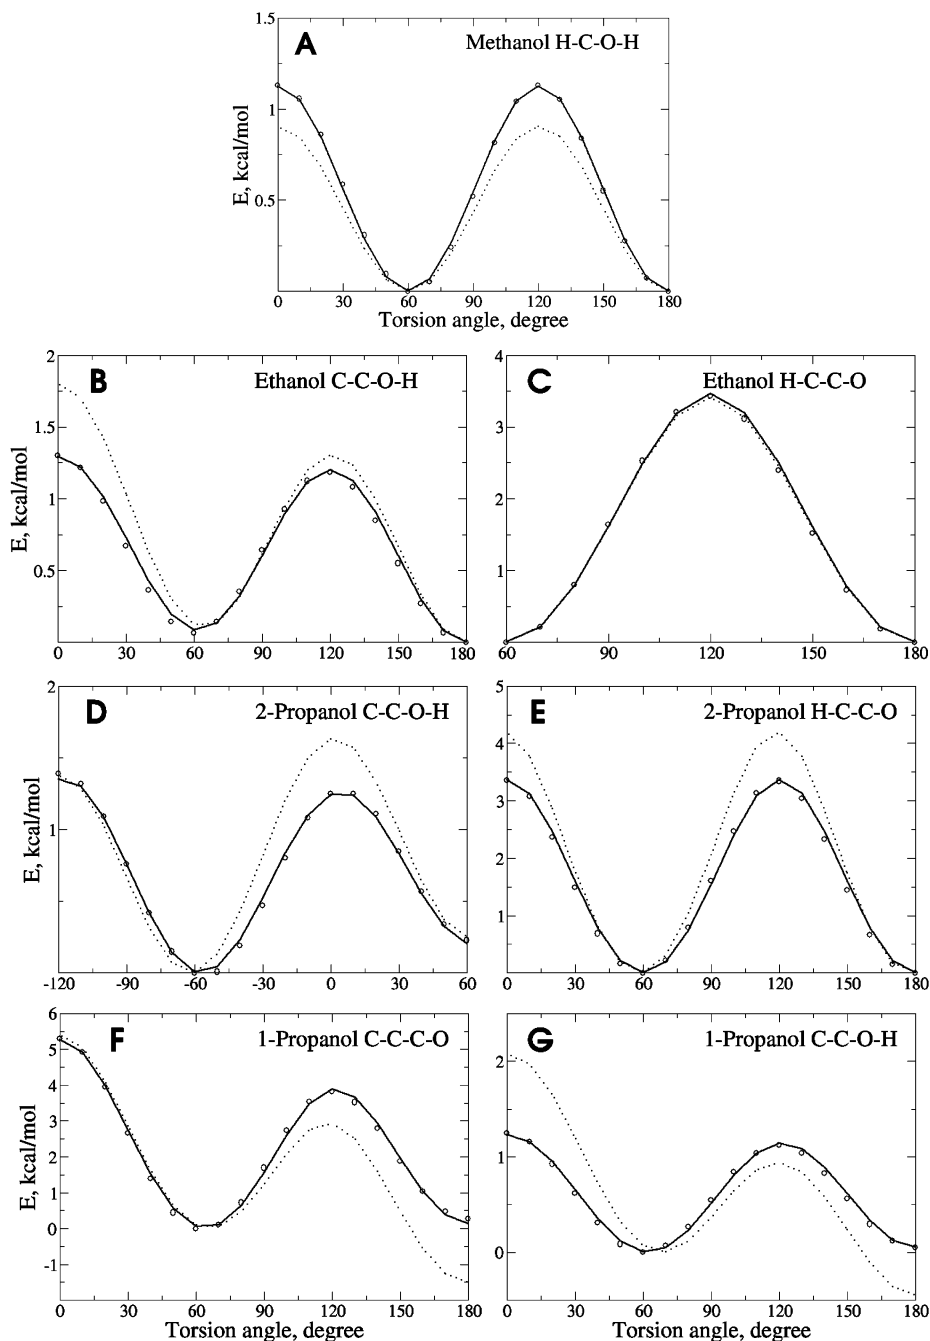 A
Methanol H-C-O-H
E, kcal/mol
1.5
1
0.5
0 30 60 90 120 150 180
Torsion angle, degree
B
Ethanol C-C-O-H
E, kcal/mol
2
1.5
1
0.5
0 30 60 90 120 150 180
C
Ethanol H-C-C-O
4
3
2
1
0
60 90 120 150 180
D
2-Propanol C-C-O-H
E, kcal/mol
2
1
-120 -90 -60 -30 0 30 60
E
2-Propanol H-C-C-O
5
4
3
2
1
0
0 30 60 90 120 150 180
F
1-Propanol C-C-C-O
E, kcal/mol
6
5
4
3
2
1
0
-1
0 30 60 90 120 150 180
Torsion angle, degree
G
1-Propanol C-C-O-H
2
1
0
0 30 60 90 120 150 180
Torsion angle, degree